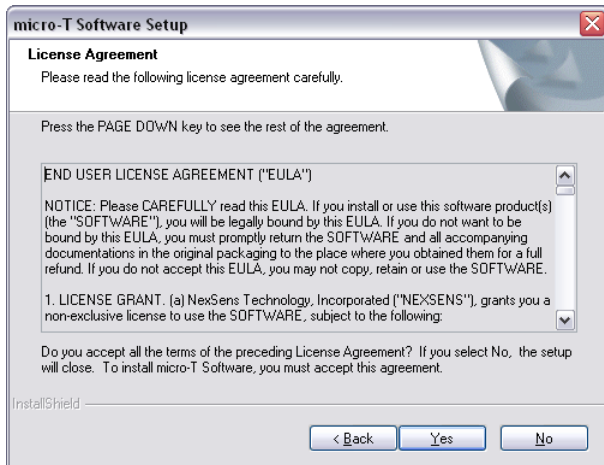 micro-T Software Setup
License Agreement
Please read the following license agreement carefully.
Press the PAGE DOWN key to see the rest of the agreement.
END USER LICENSE AGREEMENT ("EULA")
NOTICE: Please CAREFULLY read this EULA. If you install or use this software product(s)
(the "SOFTWARE"), you will be legally bound by this EULA. If you do not want to be
bound by this EULA, you must promptly return the SOFTWARE and all accompanying
documentations in the original packaging to the place where you obtained them for a full
refund. If you do not accept this EULA, you may not copy, retain or use the SOFTWARE.
1. LICENSE GRANT. (a) NexSens Technology, Incorporated ("NEXSENS"), grants you a
non-exclusive license to use the SOFTWARE, subject to the following:
Do you accept all the terms of the preceding License Agreement? If you select No, the setup
will close. To install micro-T Software, you must accept this agreement.
InstallShield
< Back Yes No